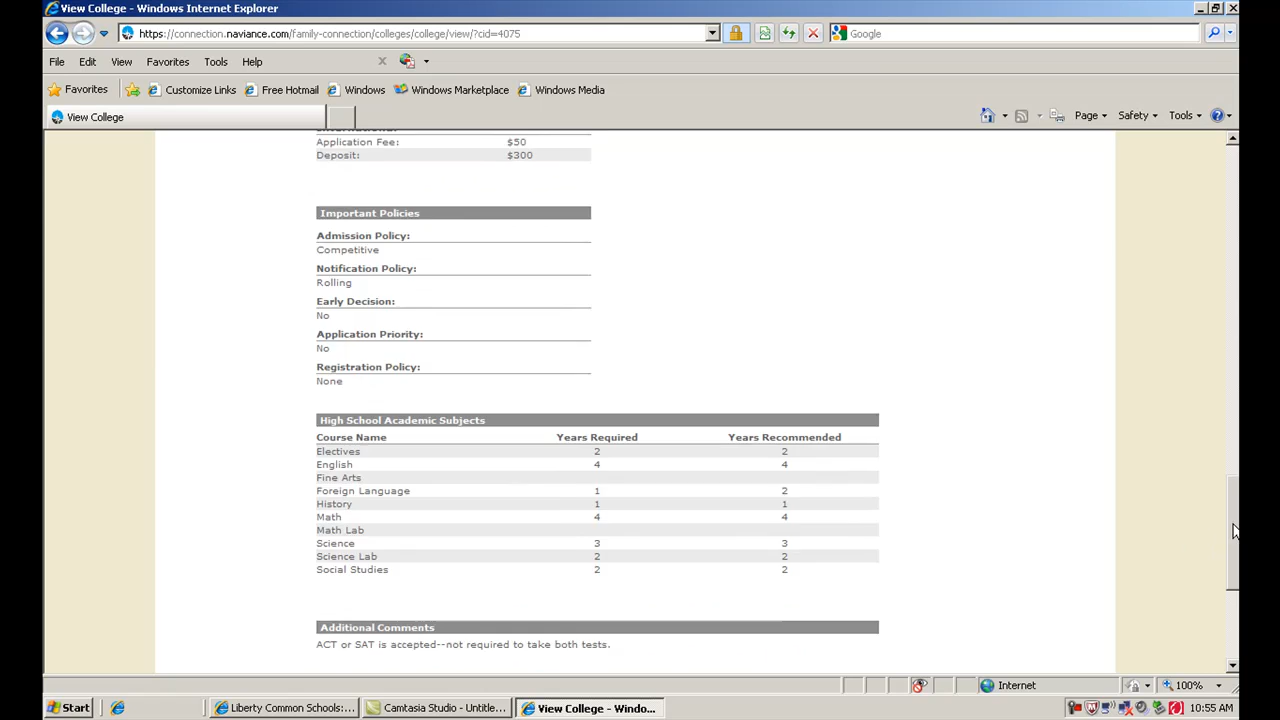 View College - Windows Internet Explorer
https://connection.naviance.com/family-connection/colleges/college/view/?cid=4075
Google
File Edit View Favorites Tools Help
Favorites Customize Links Free Hotmail Windows Windows Marketplace Windows Media
View College
Page Safety Tools
Application Fee: $50
Deposit: $300
Important Policies
Admission Policy:
Competitive
Notification Policy:
Rolling
Early Decision:
No
Application Priority:
No
Registration Policy:
None
High School Academic Subjects
Course Name Years Required Years Recommended
Electives 2 2
English 4 4
Fine Arts
Foreign Language 1 2
History 1 1
Math 4 4
Math Lab
Science 3 3
Science Lab 2 2
Social Studies 2 2
Additional Comments
ACT or SAT is accepted--not required to take both tests.
Internet 100%
Start Liberty Common Schools:... Camtasia Studio - Untitle... View College - Windo... 10:55 AM